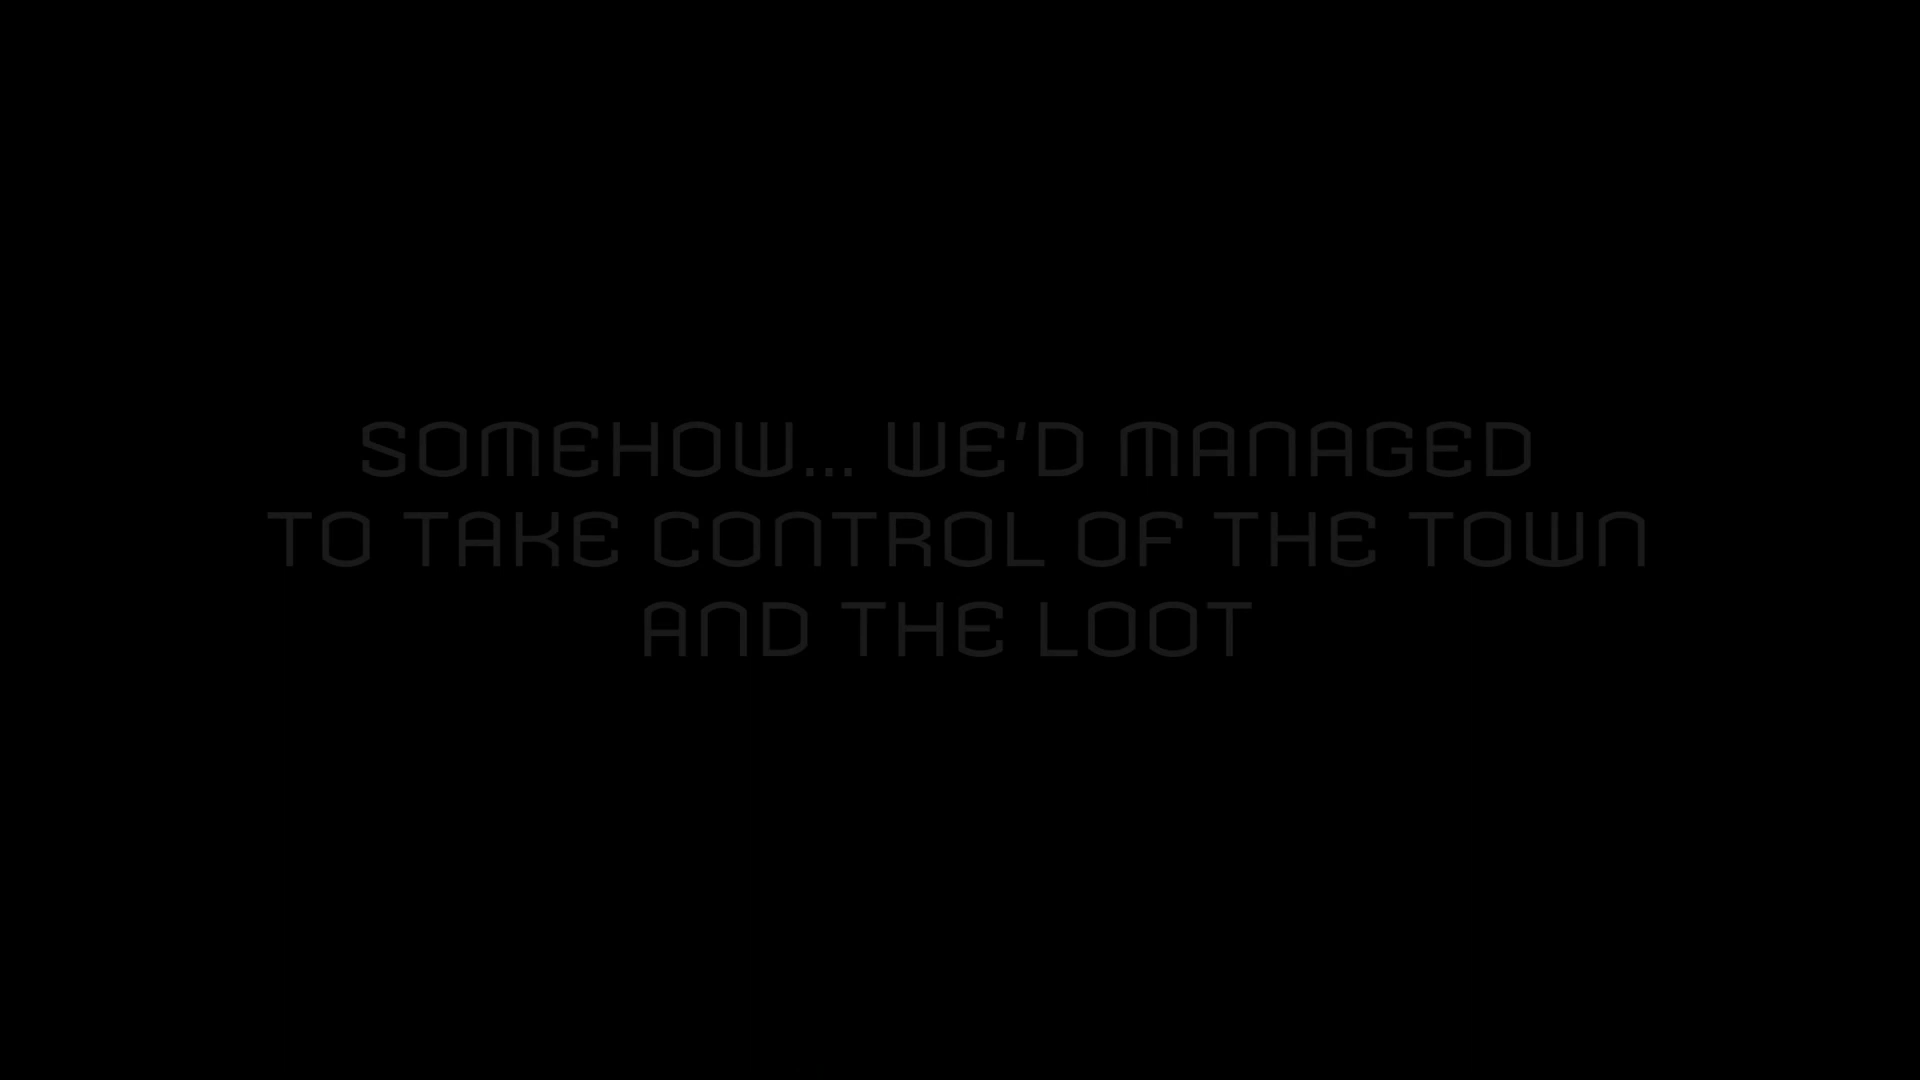 SOMEHOW... WE'D MANAGED
TO TAKE CONTROL OF THE TOWN
AND THE LOOT